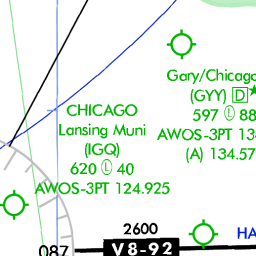 Gary/Chicago
(GYY) D
597 Ⓛ 88
AWOS-3PT 13
(A) 134.57
CHICAGO
Lansing Muni
(IGQ)
620 Ⓛ 40
AWOS-3PT 124.925
2600
V8-92
087
HA